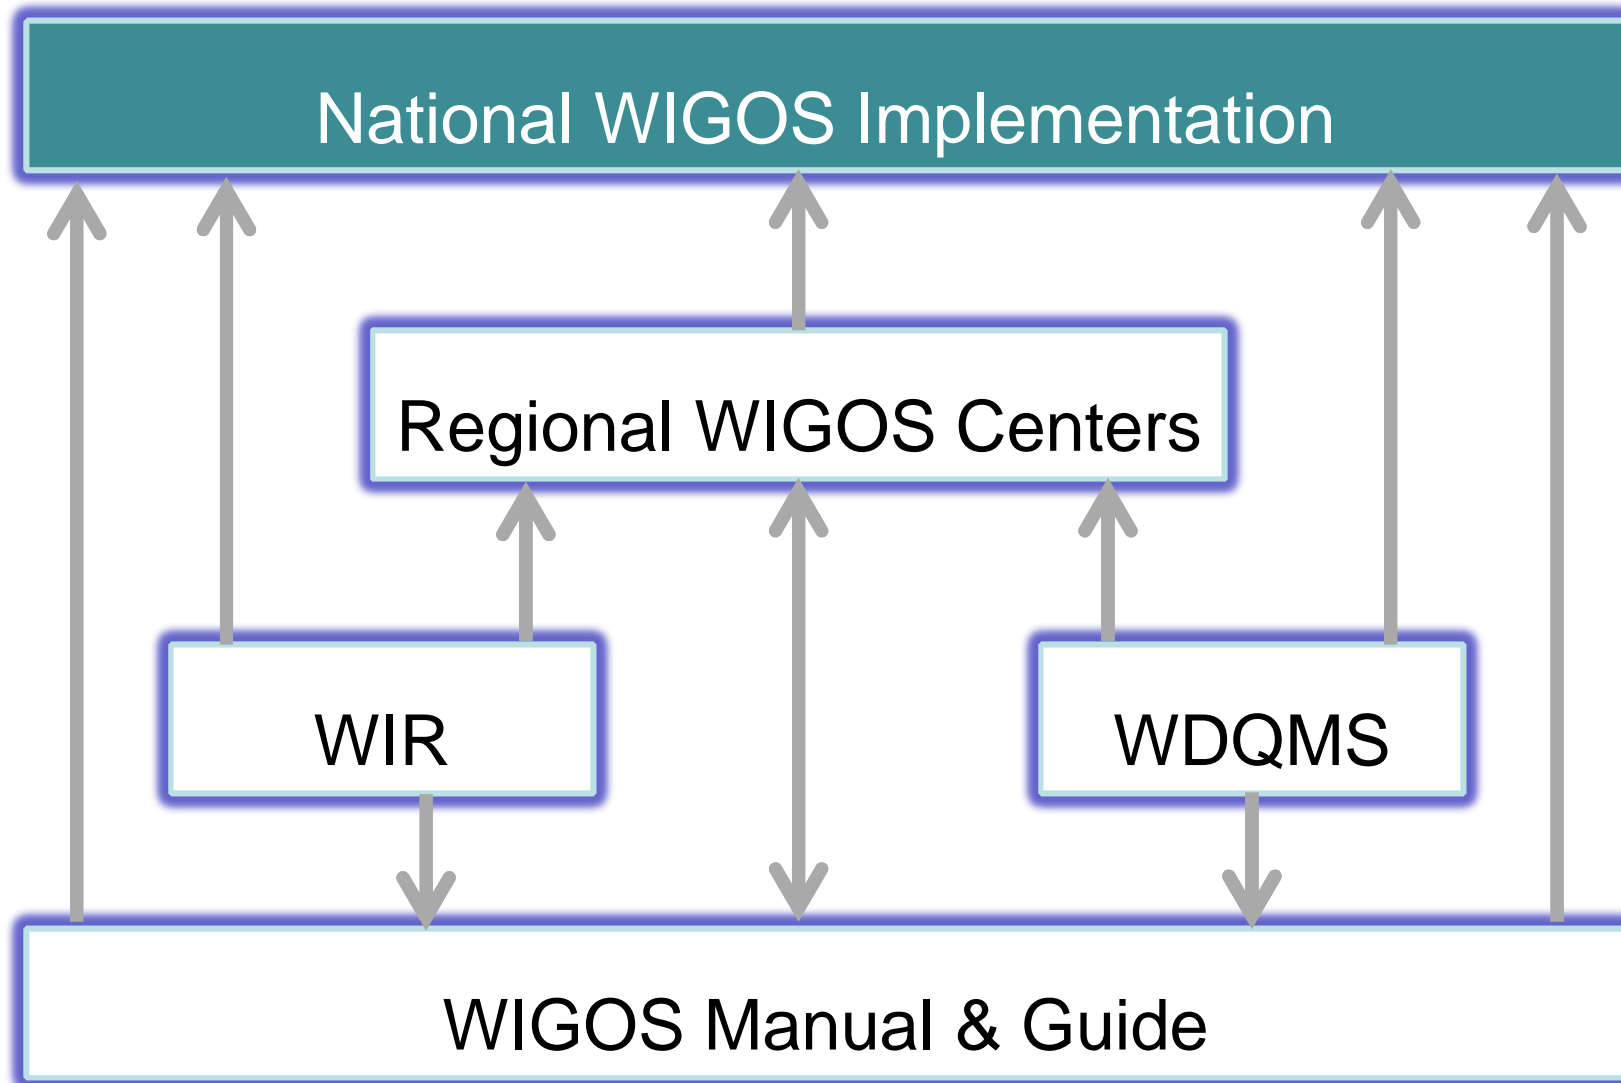 National WIGOS Implementation
Regional WIGOS Centers
WIR
WDQMS
WIGOS Manual & Guide